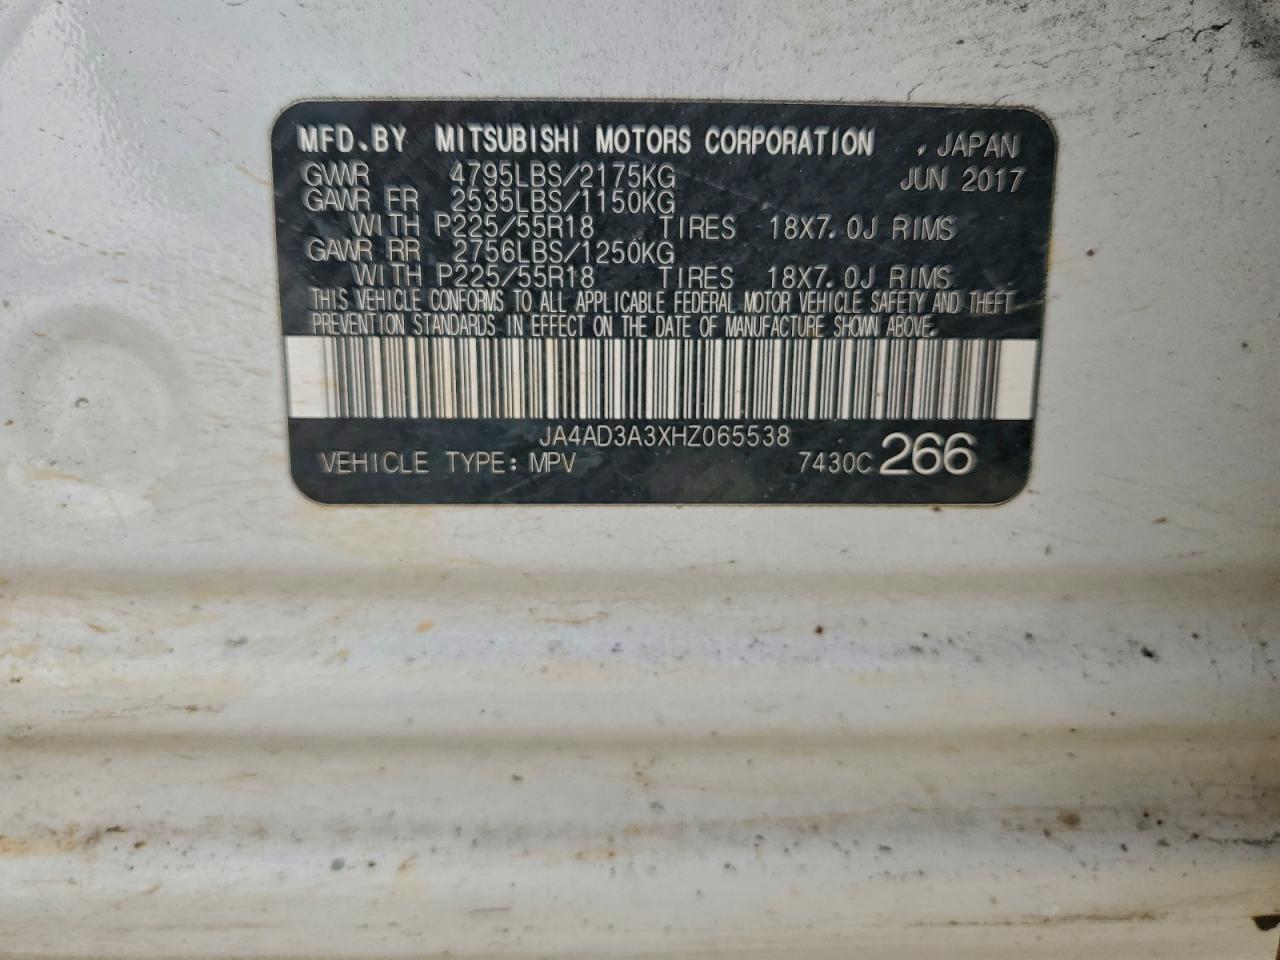 MFD.BY MITSUBISHI MOTORS CORPORATION , JAPAN
GVWR 4795LBS/2175KG JUN 2017
GAWR FR 2535LBS/1150KG
WITH P225/55R18 TIRES 18X7.0J RIMS
GAWR RR 2756LBS/1250KG
WITH P225/55R18 TIRES 18X7.0J RIMS
THIS VEHICLE CONFORMS TO ALL APPLICABLE FEDERAL MOTOR VEHICLE SAFETY AND THEFT
PREVENTION STANDARDS IN EFFECT ON THE DATE OF MANUFACTURE SHOWN ABOVE.
JA4AD3A3XHZ065538
VEHICLE TYPE: MPV 7430C 266